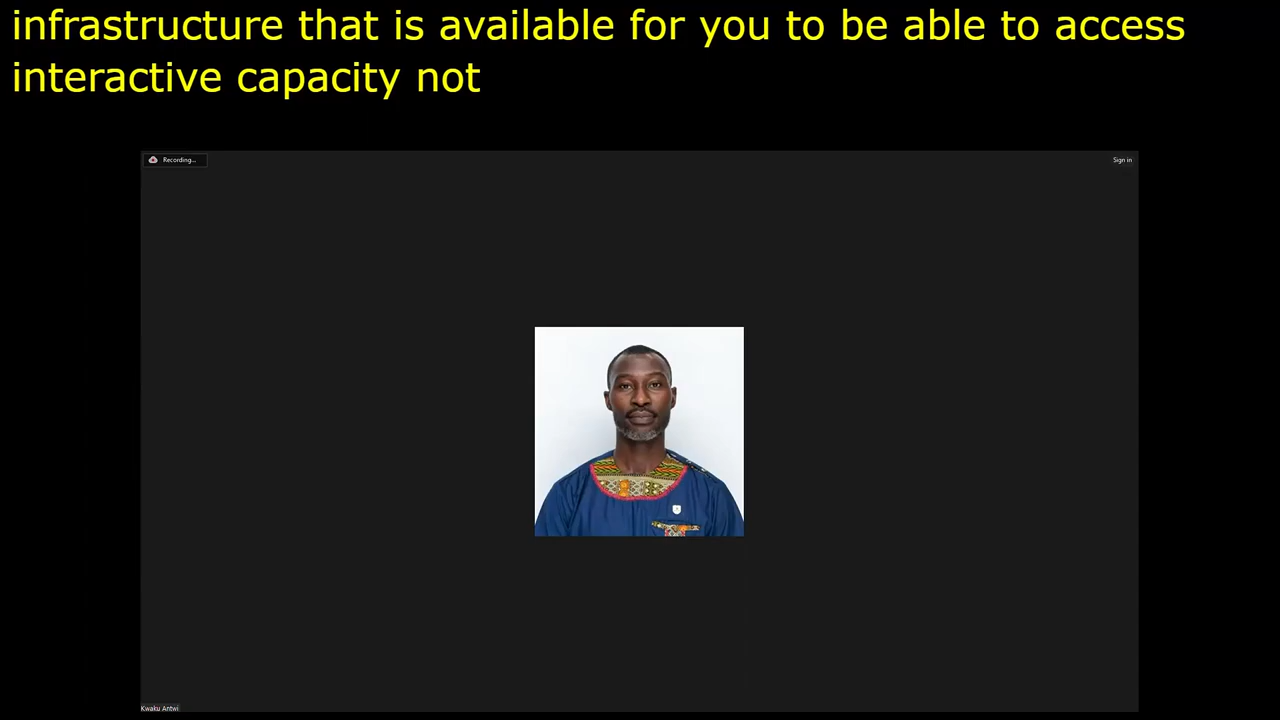 infrastructure that is available for you to be able to access
interactive capacity not
Recording...
Sign in
Kwaku Antwi